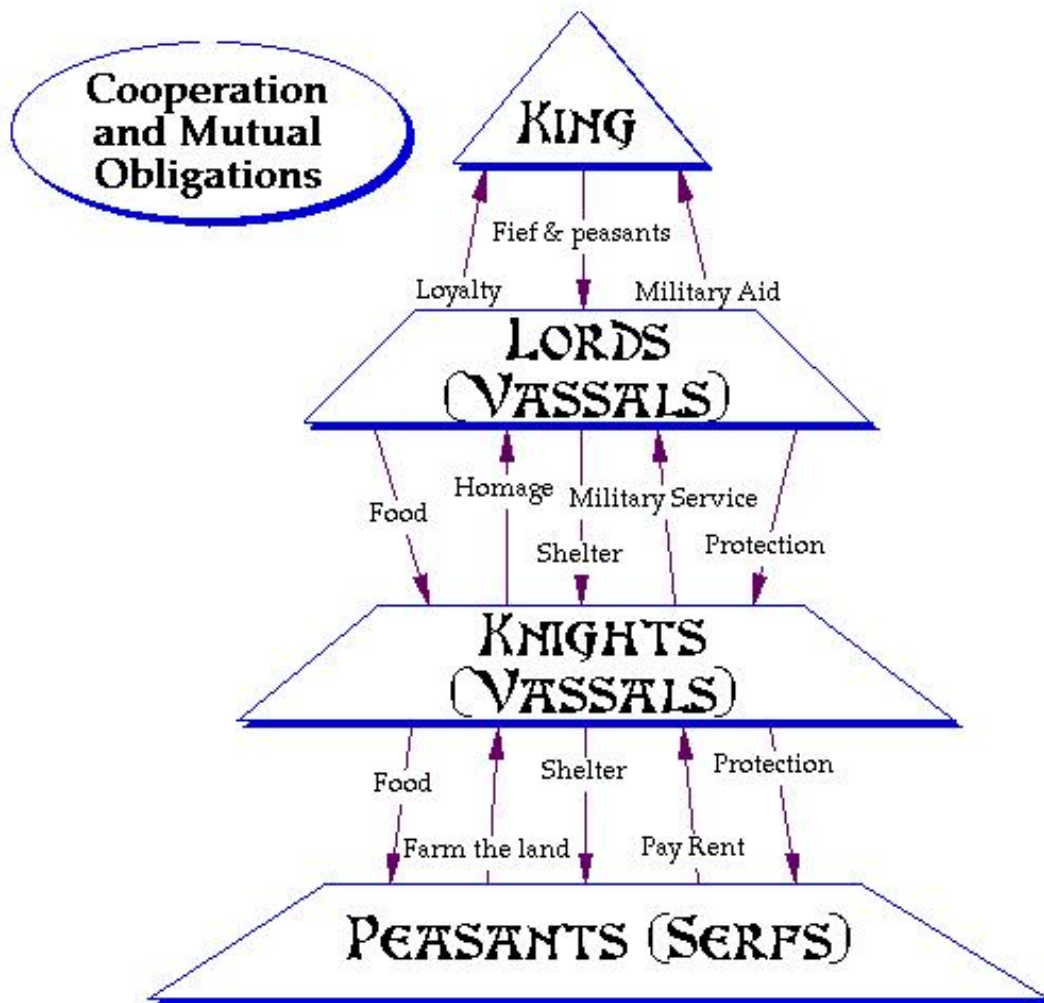 Cooperation
and Mutual
Obligations
King
Fief & peasants
Loyalty
Military Aid
Lords
(Vassals)
Homage
Military Service
Food
Shelter
Protection
Knights
(Vassals)
Food
Shelter
Protection
Farm the land
Pay Rent
Peasants (Serfs)